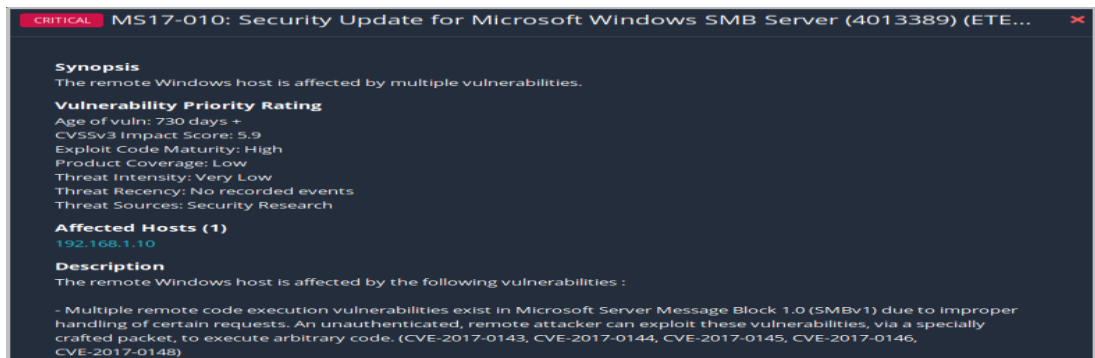 CRITICAL MS17-010: Security Update for Microsoft Windows SMB Server (4013389) (ETE...
Synopsis
The remote Windows host is affected by multiple vulnerabilities.
Vulnerability Priority Rating
Age of vuln: 730 days +
CVSSv3 Impact Score: 5.9
Exploit Code Maturity: High
Product Coverage: Low
Threat Intensity: Very Low
Threat Recency: No recorded events
Threat Sources: Security Research
Affected Hosts (1)
192.168.1.10
Description
The remote Windows host is affected by the following vulnerabilities :
- Multiple remote code execution vulnerabilities exist in Microsoft Server Message Block 1.0 (SMBv1) due to improper
handling of certain requests. An unauthenticated, remote attacker can exploit these vulnerabilities, via a specially
crafted packet, to execute arbitrary code. (CVE-2017-0143, CVE-2017-0144, CVE-2017-0145, CVE-2017-0146,
CVE-2017-0148)